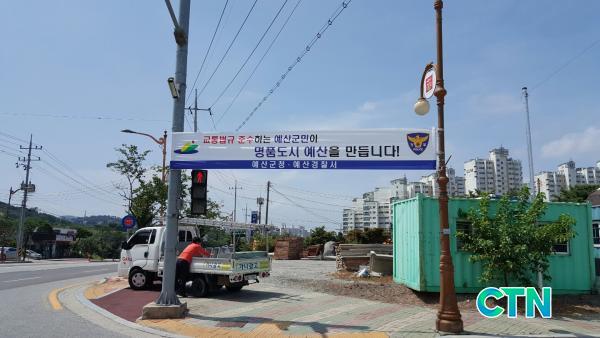 교통법규 준수하는 예산군민이
명품도시 예산을 만듭니다!
예산군청·예산경찰서
CTN